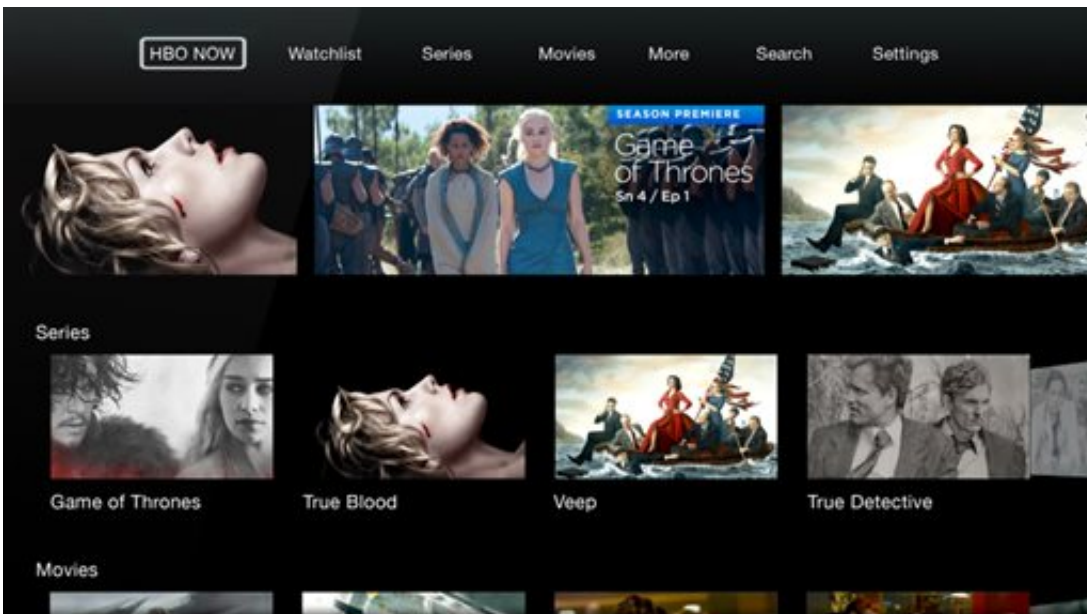 HBO NOW
Watchlist
Series
Movies
More
Search
Settings
SEASON PREMIERE
Game
of Thrones
Sn 4 / Ep 1
Series
Game of Thrones
True Blood
Veep
True Detective
Movies